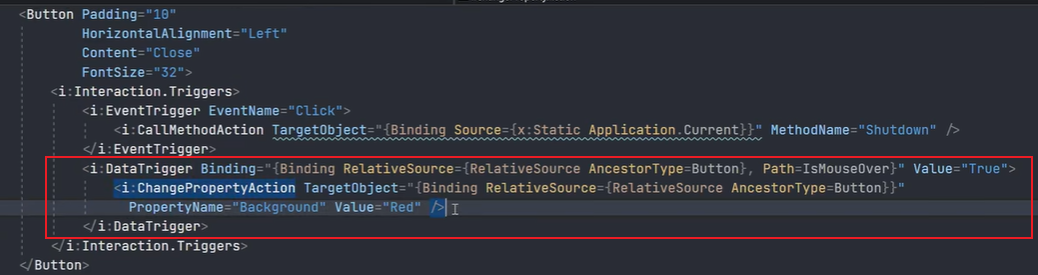 <Button Padding="10"
HorizontalAlignment="Left"
Content="Close"
FontSize="32">
<i:Interaction.Triggers>
<i:EventTrigger EventName="Click">
<i:CallMethodAction TargetObject="{Binding Source={x:Static Application.Current}}" MethodName="Shutdown" />
</i:EventTrigger>
<i:DataTrigger Binding="{Binding RelativeSource={RelativeSource AncestorType=Button}, Path=IsMouseOver}" Value="True">
<i:ChangePropertyAction TargetObject="{Binding RelativeSource={RelativeSource AncestorType=Button}}"
PropertyName="Background" Value="Red" />
</i:DataTrigger>
</i:Interaction.Triggers>
</Button>